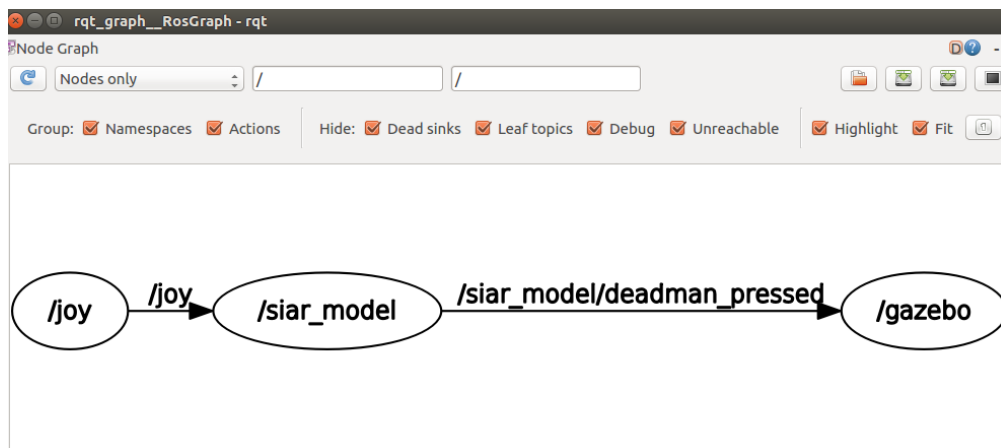 rqt_graph__RosGraph - rqt
Node Graph
D ? -
Nodes only / /
Group: Namespaces Actions Hide: Dead sinks Leaf topics Debug Unreachable Highlight Fit
/joy /joy /siar_model /siar_model/deadman_pressed /gazebo